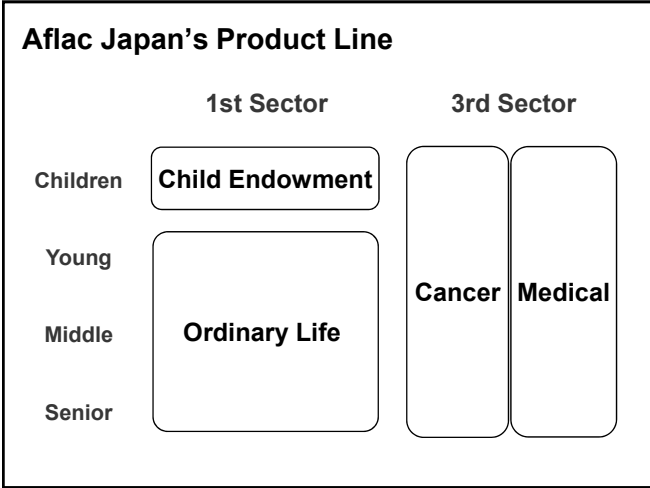 Aflac Japan's Product Line
1st Sector
3rd Sector
Children
Child Endowment
Young
Cancer
Medical
Middle
Ordinary Life
Senior